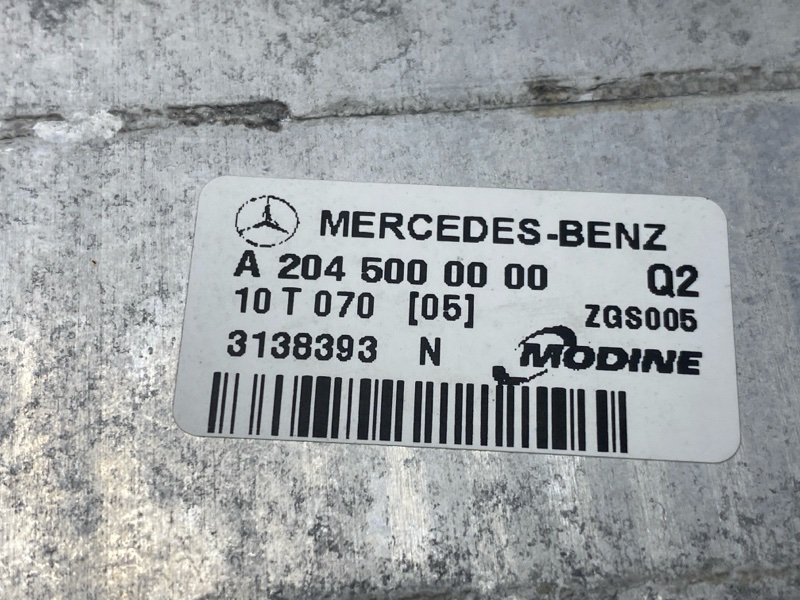 MERCEDES-BENZ
A 204 500 00 00 Q2
10 T 070 [05] ZGS005
3138393 N MODINE